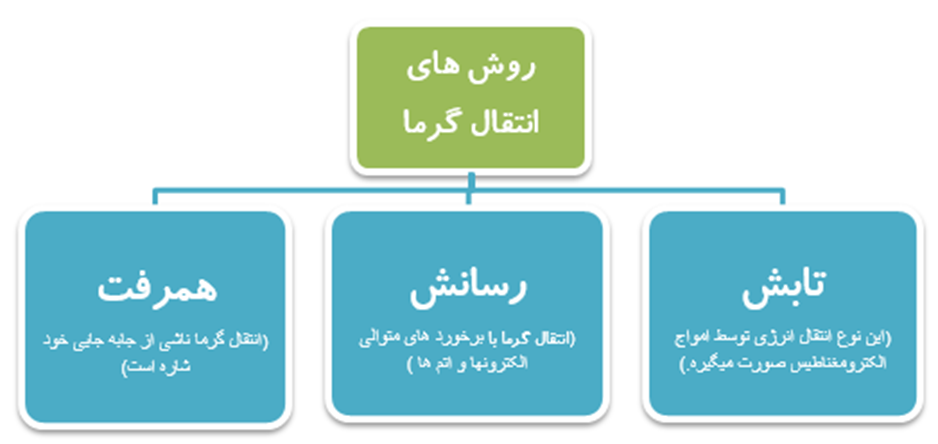 روش های
انتقال گرما
تابش
(این نوع انتقال انرژی توسط امواج
الکترومغناطیس صورت میگیره.)
رسانش
(انتقال گرما با برخورد های متوالی
الکترونها و اتم ها )
همرفت
(انتقال گرما ناشی از جابه جایی خود
شاره است)